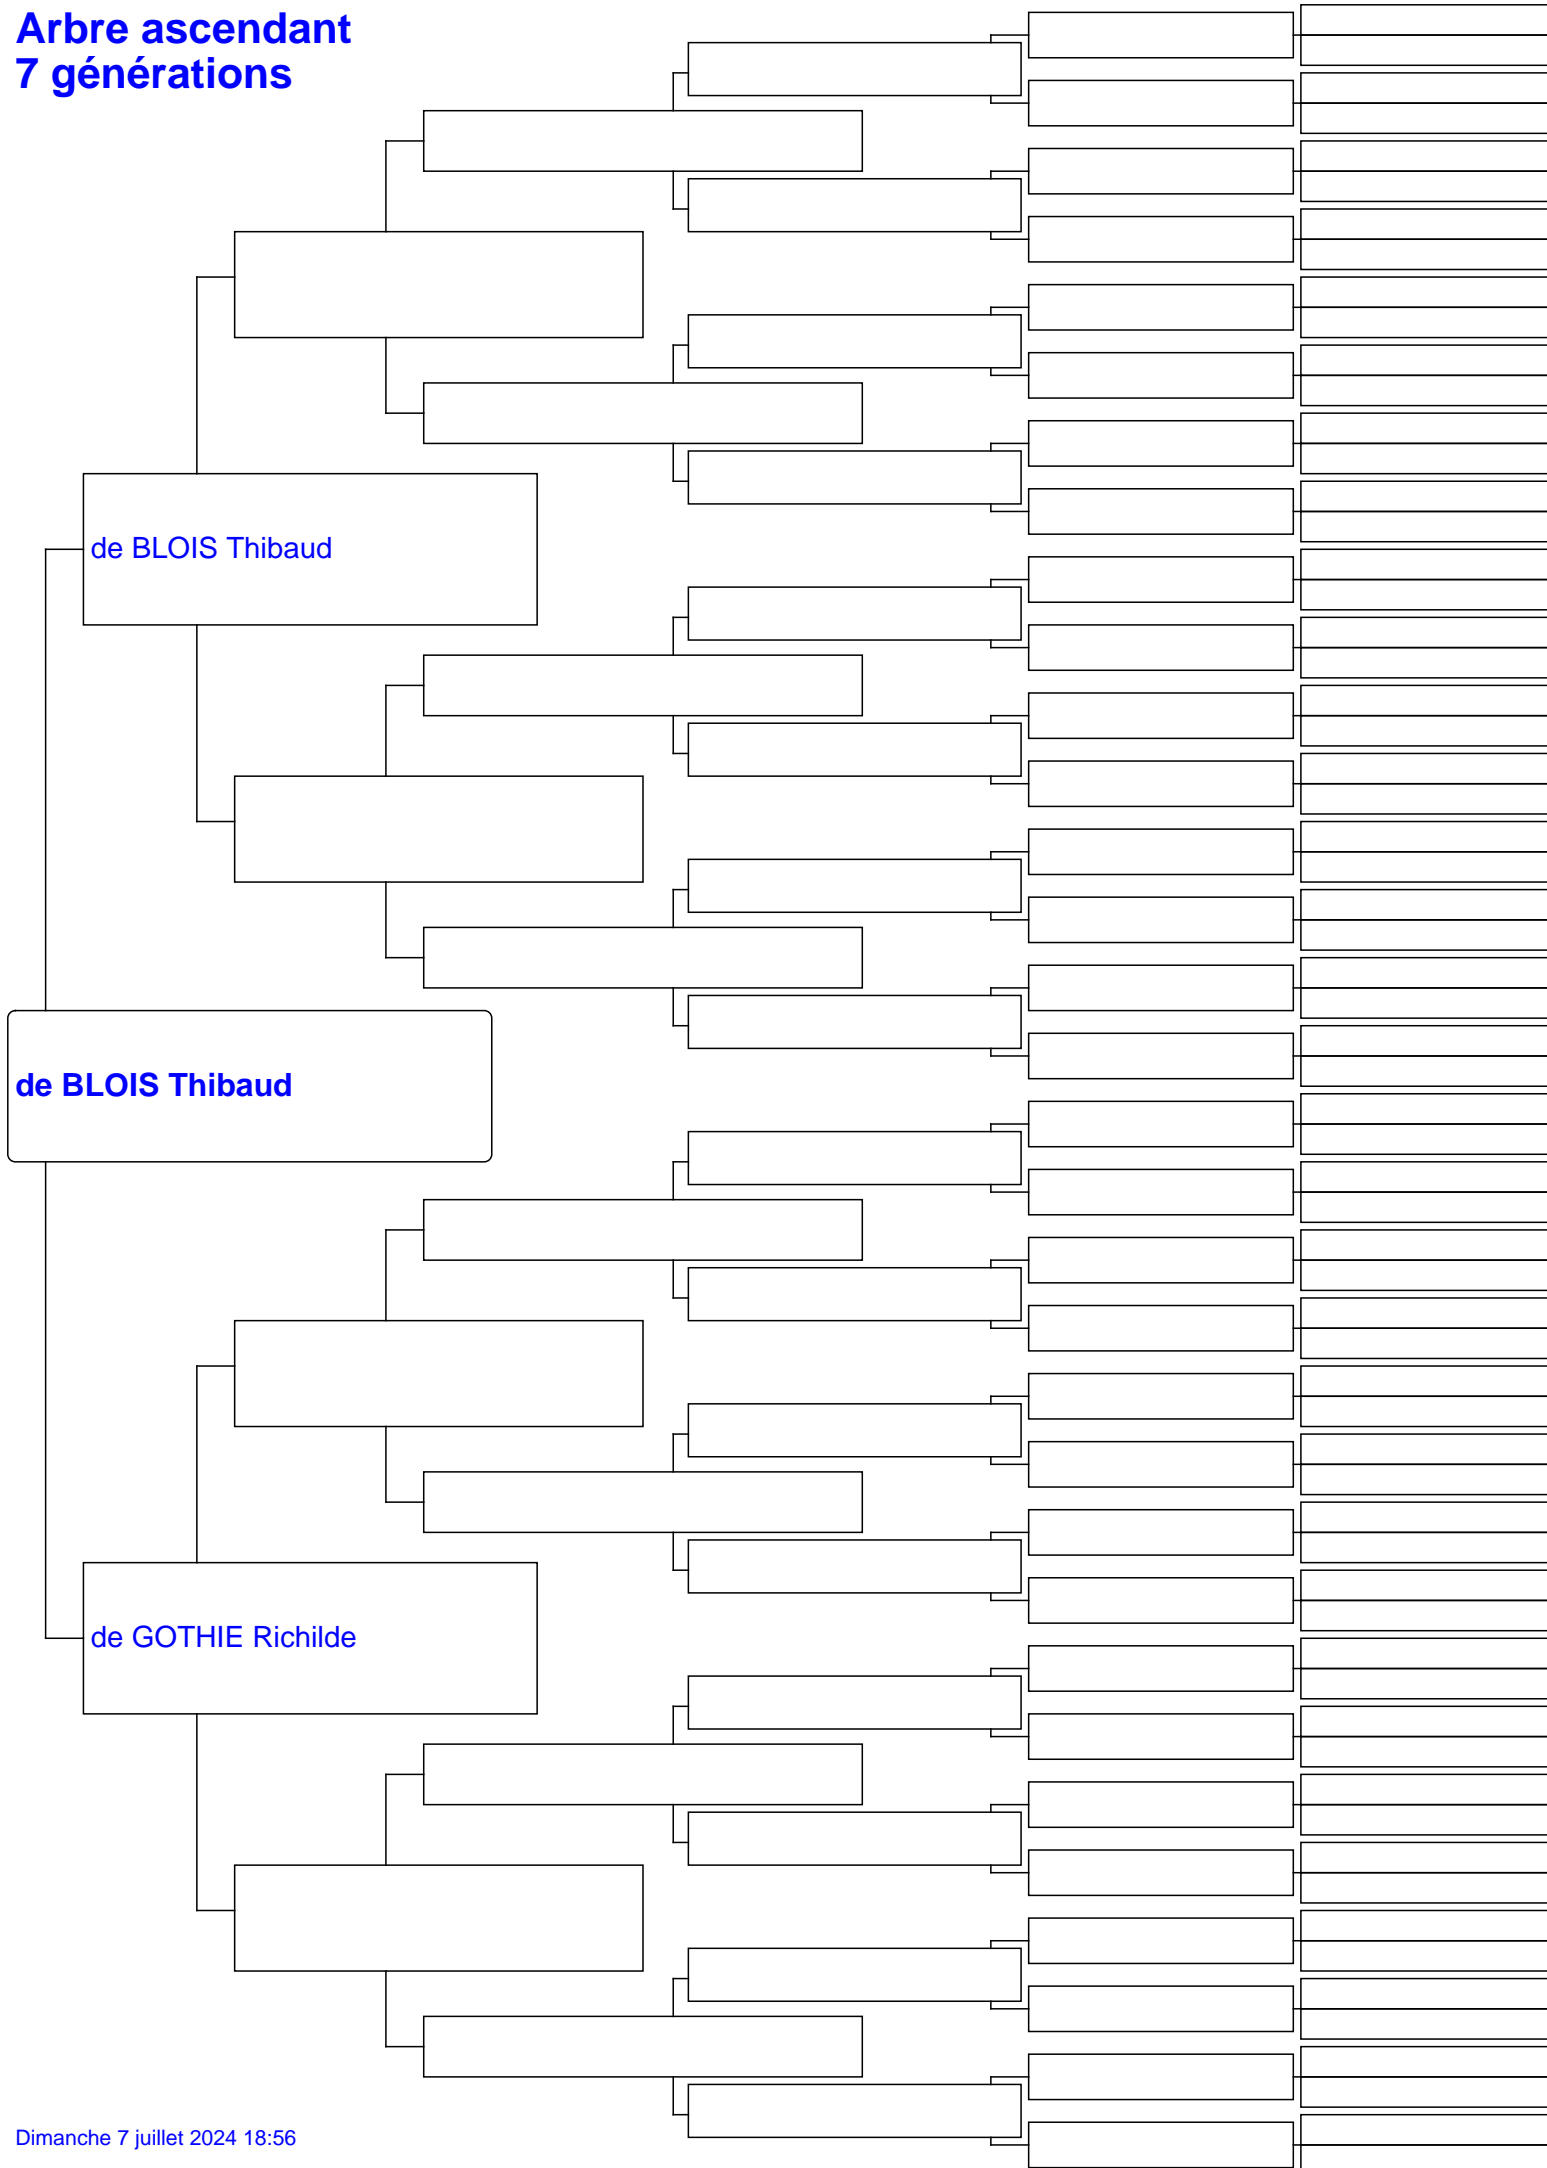 Arbre ascendant
7 générations
de BLOIS Thibaud
de BLOIS Thibaud
de GOTHIE Richilde
Dimanche 7 juillet 2024 18:56